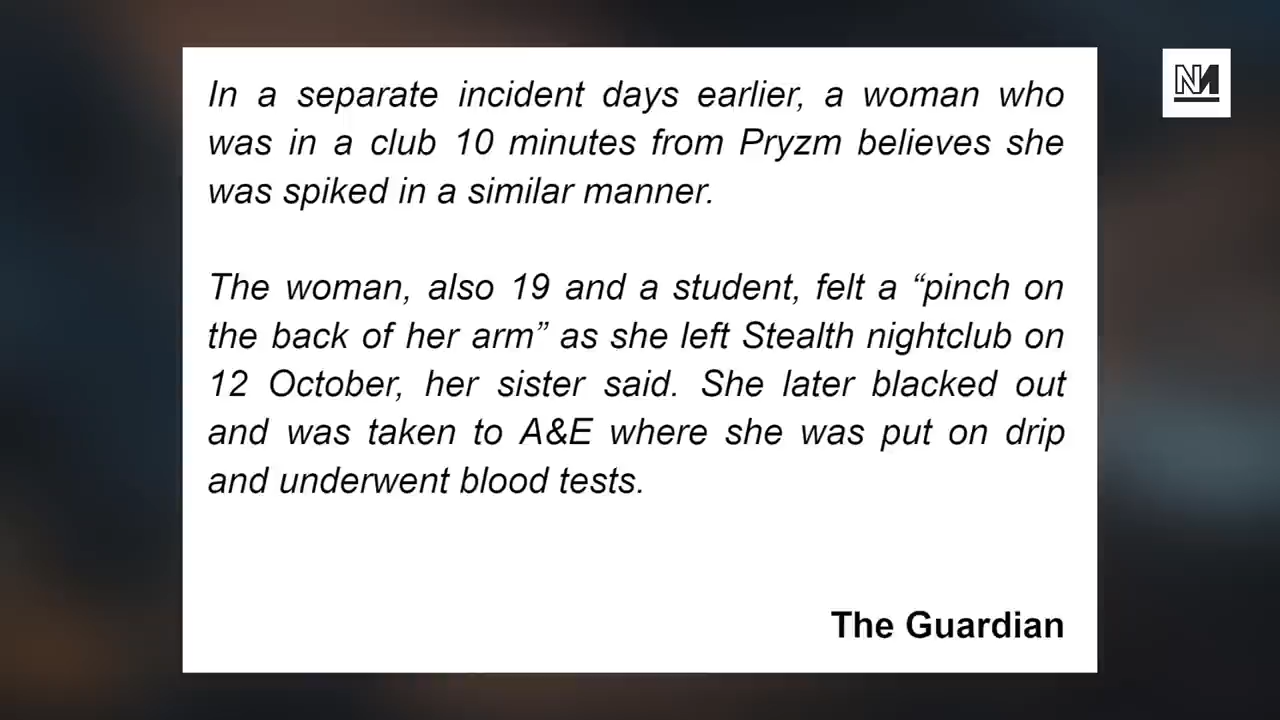 In a separate incident days earlier, a woman who
was in a club 10 minutes from Pryzm believes she
was spiked in a similar manner.
The woman, also 19 and a student, felt a “pinch on
the back of her arm” as she left Stealth nightclub on
12 October, her sister said. She later blacked out
and was taken to A&E where she was put on drip
and underwent blood tests.
The Guardian